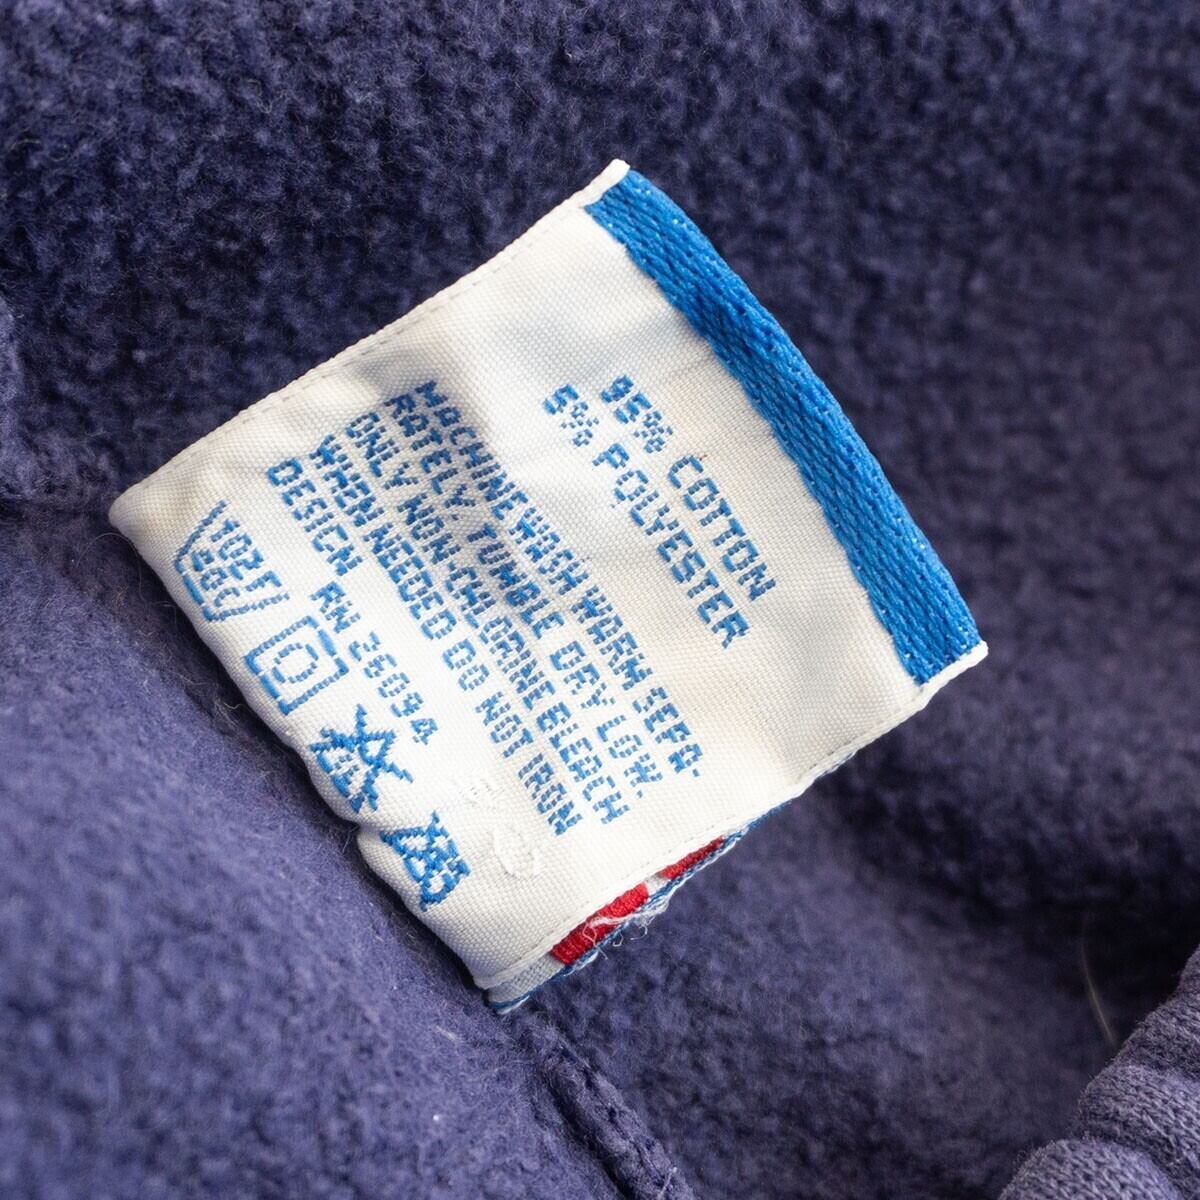 95% COTTON
5% POLYESTER
MACHINE WASH WARM SEPA-
RATELY, TUMBLE DRY LOW,
ONLY NON-CHLORINE BLEACH
WHEN NEEDED DO NOT IRON
DESIGN. RN 26094